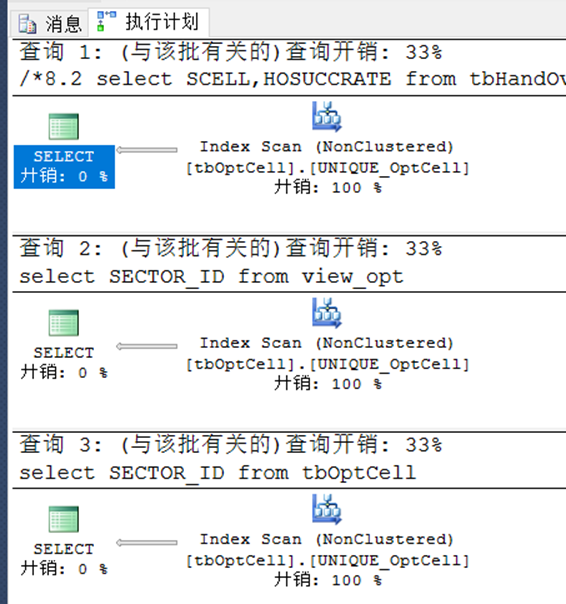 消息 执行计划
查询 1: (与该批有关的)查询开销: 33%
/*8.2 select SCELL,HOSUCCRATE from tbHandOv
SELECT
开销: 0 %
Index Scan (NonClustered)
[tbOptCell].[UNIQUE_OptCell]
开销: 100 %
查询 2: (与该批有关的)查询开销: 33%
select SECTOR_ID from view_opt
SELECT
开销: 0 %
Index Scan (NonClustered)
[tbOptCell].[UNIQUE_OptCell]
开销: 100 %
查询 3: (与该批有关的)查询开销: 33%
select SECTOR_ID from tbOptCell
SELECT
开销: 0 %
Index Scan (NonClustered)
[tbOptCell].[UNIQUE_OptCell]
开销: 100 %